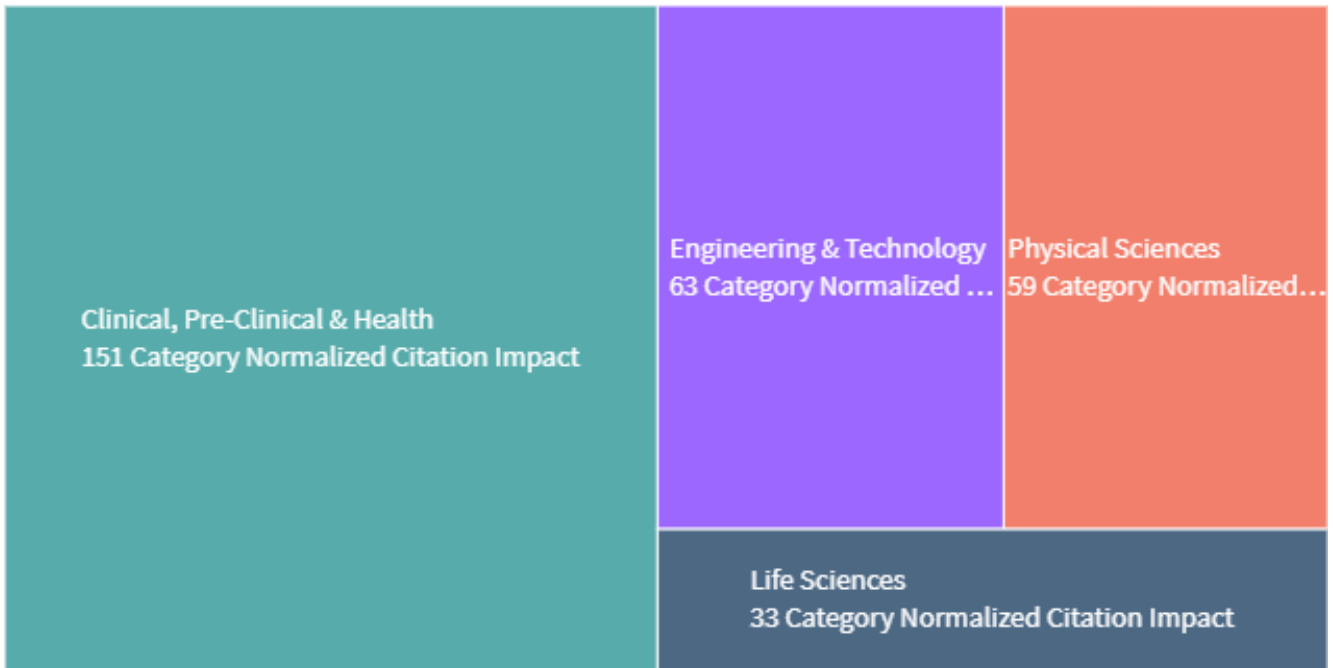 Clinical, Pre-Clinical & Health
151 Category Normalized Citation Impact
Engineering & Technology
63 Category Normalized ...
Physical Sciences
59 Category Normalized...
Life Sciences
33 Category Normalized Citation Impact